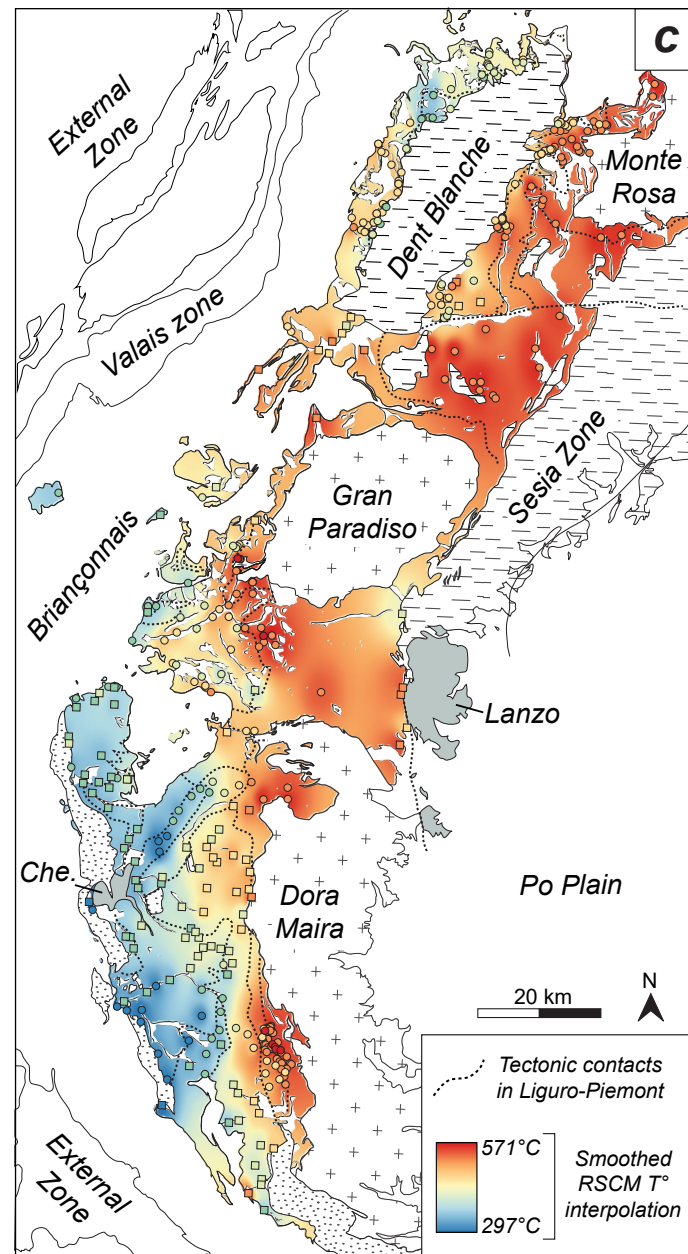 c
External
Zone
Monte
Rosa
Dent Blanche
Valais zone
Sesia Zone
Gran
Paradiso
Briançonnais
Lanzo
Che.
Dora
Maira
Po Plain
20 km
N
External
Zone
Tectonic contacts
in Liguro-Piemont
571°C
Smoothed
RSCM T°
interpolation
297°C